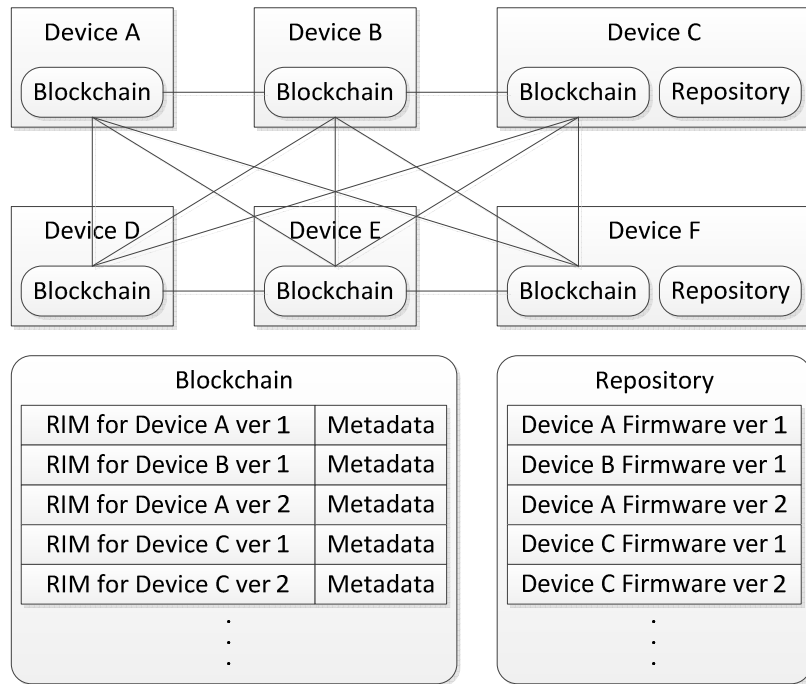 Device A Device B Device C
Blockchain Blockchain Blockchain Repository
Device D Device E Device F
Blockchain Blockchain Blockchain Repository
Blockchain
RIM for Device A ver 1 Metadata
RIM for Device B ver 1 Metadata
RIM for Device A ver 2 Metadata
RIM for Device C ver 1 Metadata
RIM for Device C ver 2 Metadata
Repository
Device A Firmware ver 1
Device B Firmware ver 1
Device A Firmware ver 2
Device C Firmware ver 1
Device C Firmware ver 2